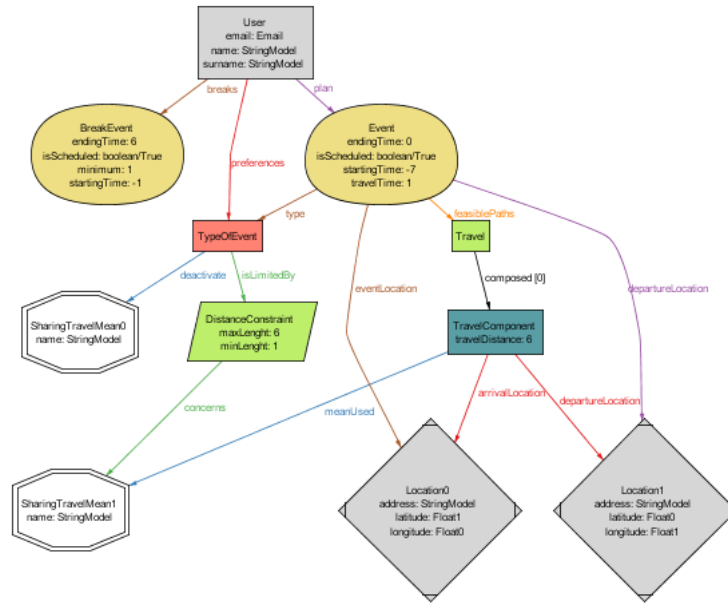 User
email: Email
name: StringModel
surname: StringModel
breaks
plan
BreakEvent
endingTime: 6
isScheduled: boolean/True
minimum: 1
startingTime: -1
Event
endingTime: 0
isScheduled: boolean/True
startingTime: -7
travelTime: 1
preferences
type
feasiblePaths
TypeOfEvent
Travel
deactivate
isLimitedBy
eventLocation
composed [0]
departureLocation
SharingTravelMean0
name: StringModel
DistanceConstraint
maxLenght: 6
minLenght: 1
TravelComponent
travelDistance: 6
concerns
meanUsed
arrivalLocation
departureLocation
SharingTravelMean1
name: StringModel
Location0
address: StringModel
latitude: Float1
longitude: Float0
Location1
address: StringModel
latitude: Float0
longitude: Float1